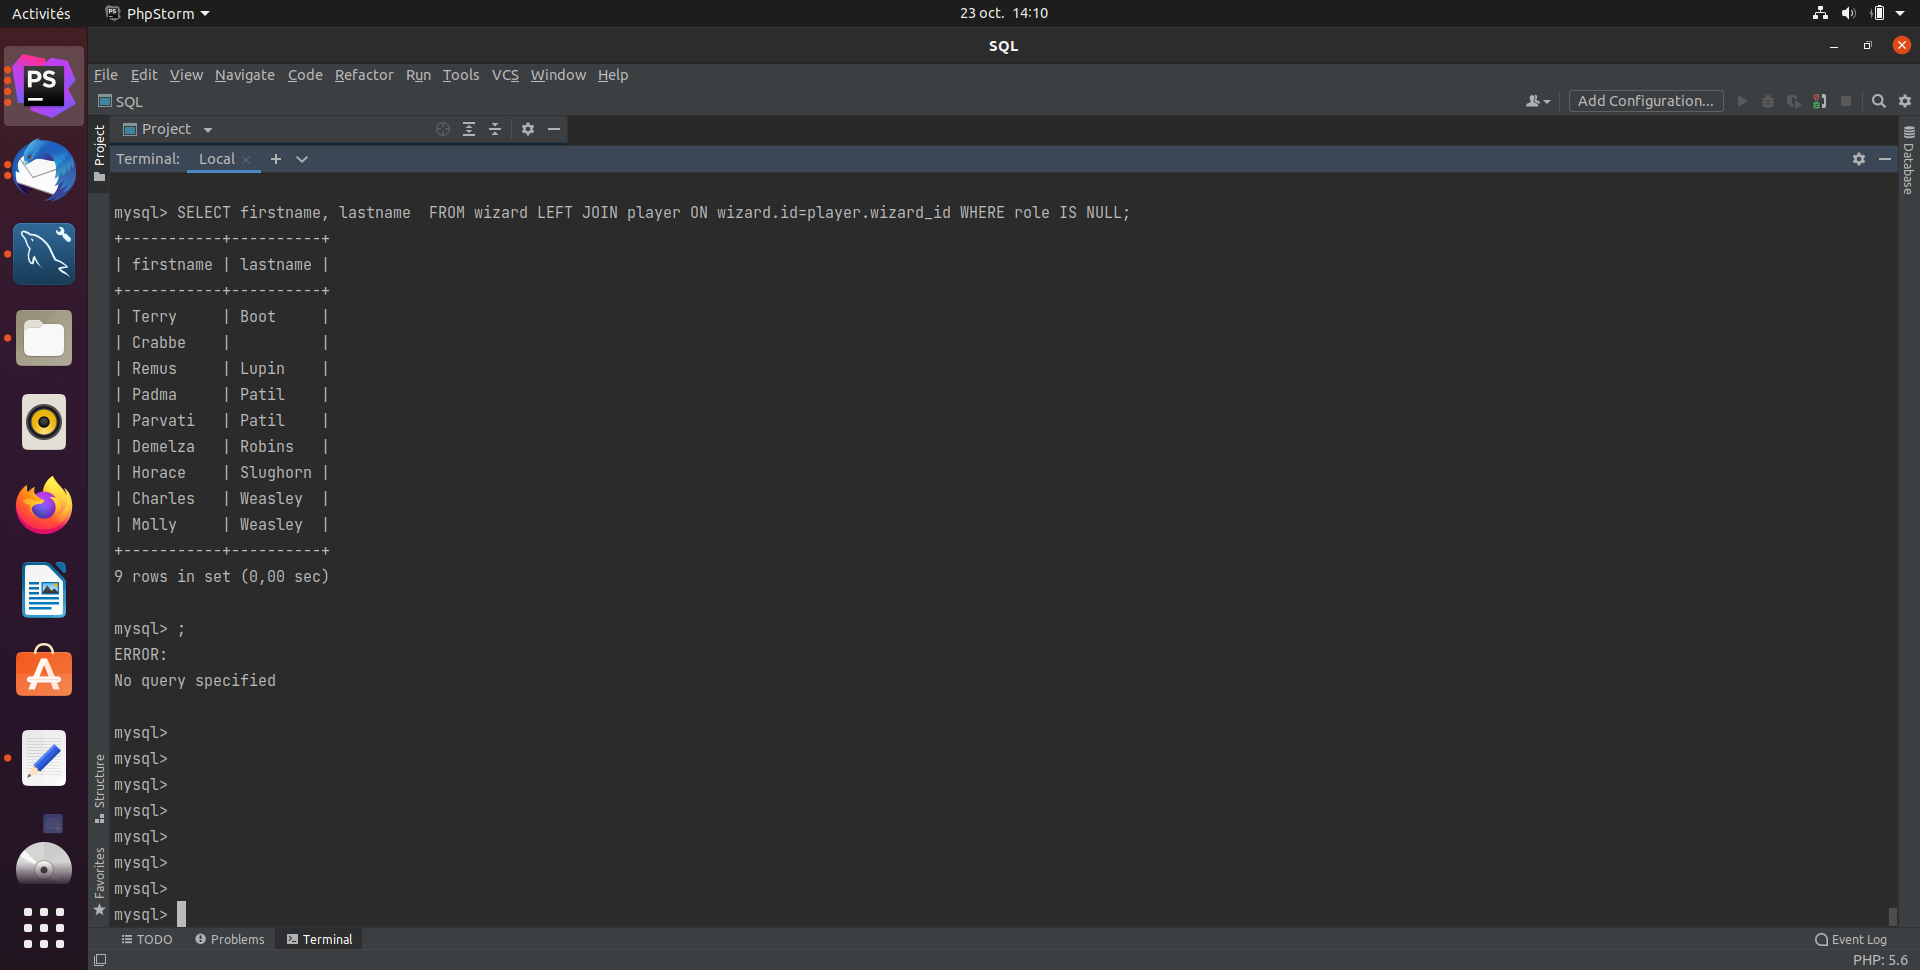 Activités PhpStorm 23 oct. 14:10
SQL
File Edit View Navigate Code Refactor Run Tools VCS Window Help
SQL Add Configuration...
Project
Terminal: Local
Project
Database
mysql> SELECT firstname, lastname  FROM wizard LEFT JOIN player ON wizard.id=player.wizard_id WHERE role IS NULL;
+-----------+----------+
| firstname | lastname |
+-----------+----------+
| Terry     | Boot     |
| Crabbe    |          |
| Remus     | Lupin    |
| Padma     | Patil    |
| Parvati   | Patil    |
| Demelza   | Robins   |
| Horace    | Slughorn |
| Charles   | Weasley  |
| Molly     | Weasley  |
+-----------+----------+
9 rows in set (0,00 sec)
mysql> ;
ERROR:
No query specified
mysql>
mysql>
mysql>
mysql>
mysql>
mysql>
mysql>
mysql>
Structure
Favorites
TODO Problems Terminal Event Log
PHP: 5.6
PS